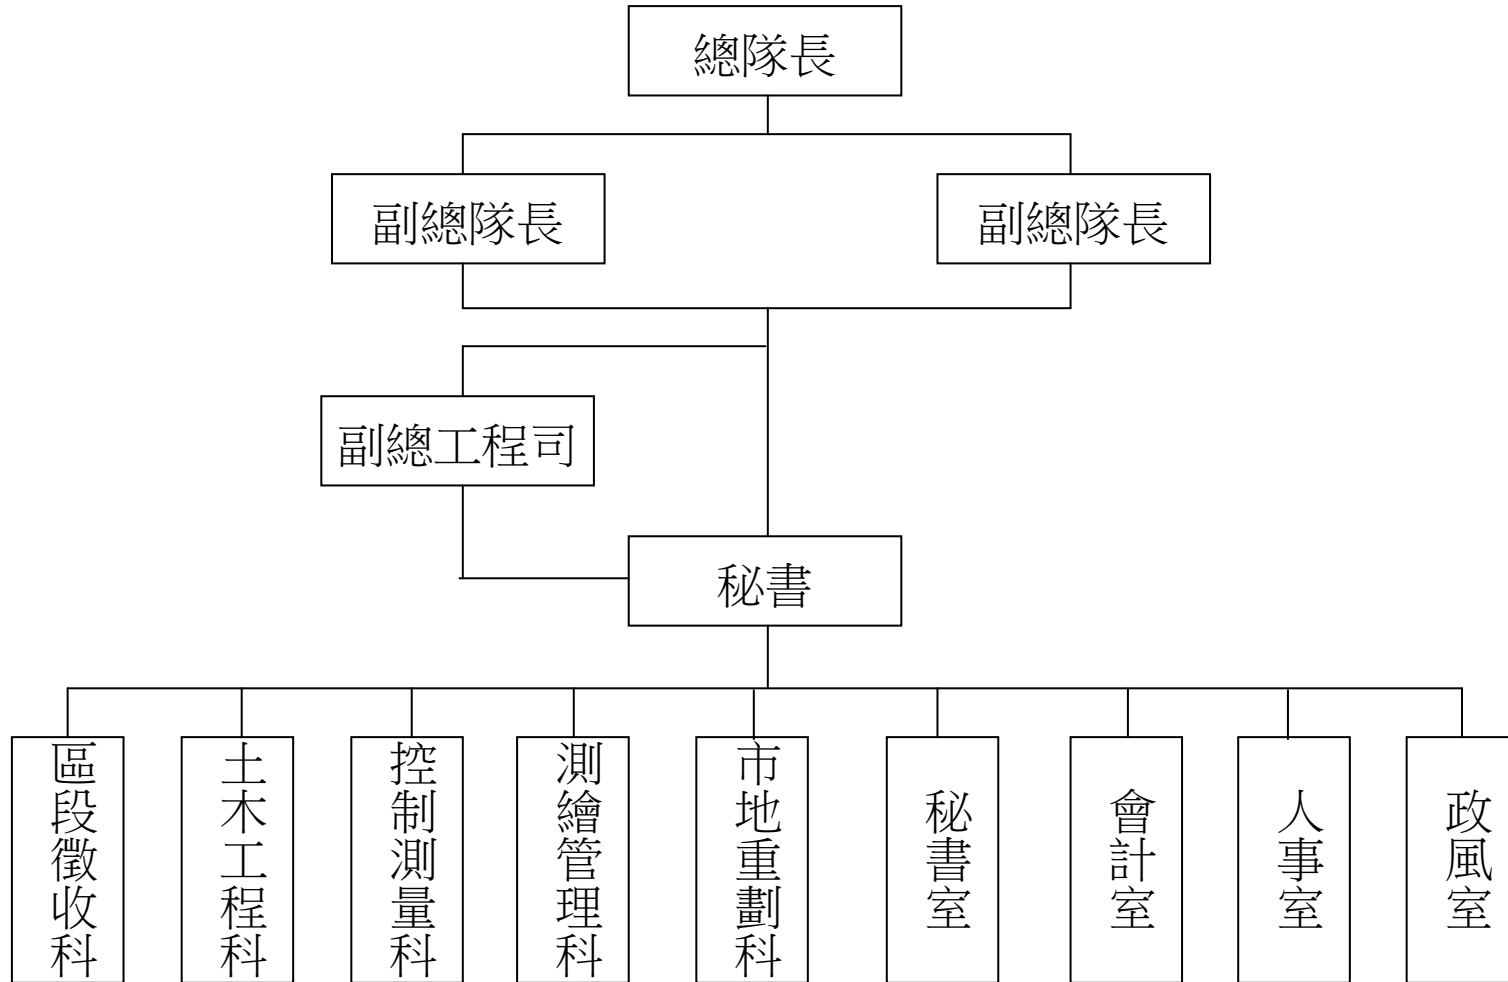 總隊長
副總隊長
副總隊長
副總工程司
秘書
區段徵收科
土木工程科
控制測量科
測繪管理科
市地重劃科
秘書室
會計室
人事室
政風室